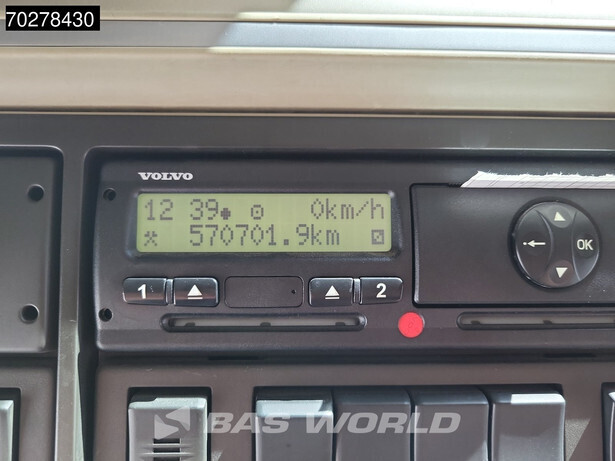 70278430
VOLVO
12 39 0km/h
570701.9km
1 2
OK
BAS WORLD